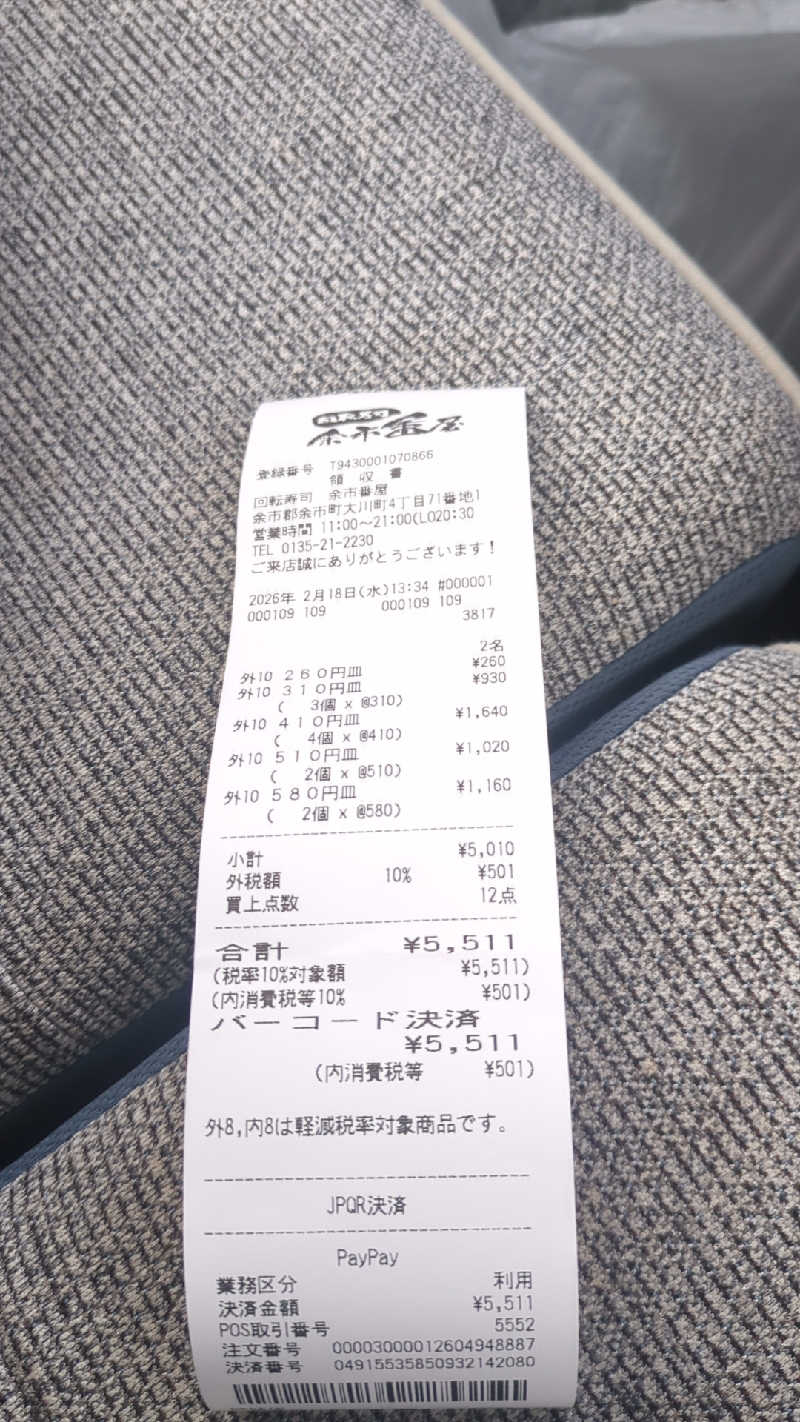 余市番屋
登録番号 T9430001070866
領 収 書
回転寿司 余市番屋
余市郡余市町大川町4丁目71番地1
営業時間 11:00～21:00(LO20:30
TEL 0135-21-2230
ご来店誠にありがとうございます！
2026年 2月18日(水)13:34 #000001
000109 109 000109 109
3817
2名
外10 260円皿 ¥260
外10 310円皿 ¥930
( 3個 x @310)
外10 410円皿 ¥1,640
( 4個 x @410)
外10 510円皿 ¥1,020
( 2個 x @510)
外10 580円皿 ¥1,160
( 2個 x @580)
小計 ¥5,010
外税額 10% ¥501
買上点数 12点
合計 ¥5,511
(税率10%対象額 ¥5,511)
(内消費税等10% ¥501)
バーコード決済
¥5,511
(内消費税等 ¥501)
外8,内8は軽減税率対象商品です。
JPQR決済
PayPay
業務区分 利用
決済金額 ¥5,511
POS取引番号 5552
注文番号 00003000012604948887
決済番号 04915535850932142080